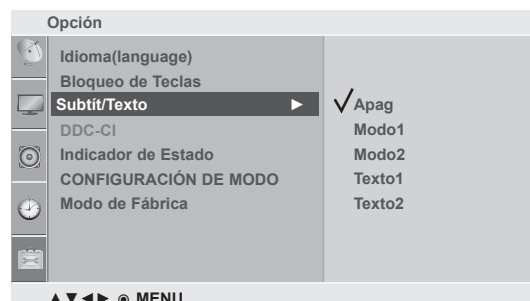 Opción
Idioma(language)
Bloqueo de Teclas
Subtít/Texto ►
DDC-CI
Indicador de Estado
CONFIGURACIÓN DE MODO
Modo de Fábrica
Apag
Modo1
Modo2
Texto1
Texto2
▲▼◄► ◉ MENU